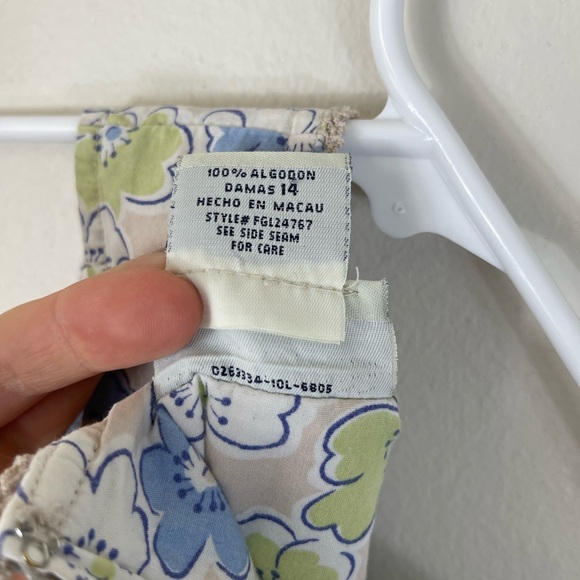 100% ALGODON
DAMAS 14
HECHO EN MACAU
STYLE# FGL24767
SEE SIDE SEAM
FOR CARE
0263334-10L-6805